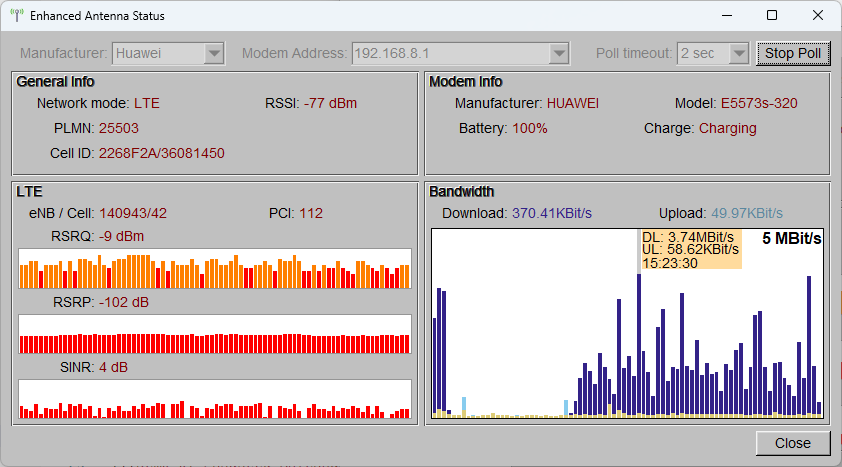 Enhanced Antenna Status
Manufacturer: Huawei Modem Address: 192.168.8.1 Poll timeout: 2 sec Stop Poll
General Info
Network mode: LTE RSSI: -77 dBm
PLMN: 25503
Cell ID: 2268F2A/36081450
Modem Info
Manufacturer: HUAWEI Model: E5573s-320
Battery: 100% Charge: Charging
LTE
eNB / Cell: 140943/42 PCI: 112
RSRQ: -9 dBm
RSRP: -102 dB
SINR: 4 dB
Bandwidth
Download: 370.41KBit/s Upload: 49.97KBit/s
DL: 3.74MBit/s 5 MBit/s
UL: 58.62KBit/s
15:23:30
Close